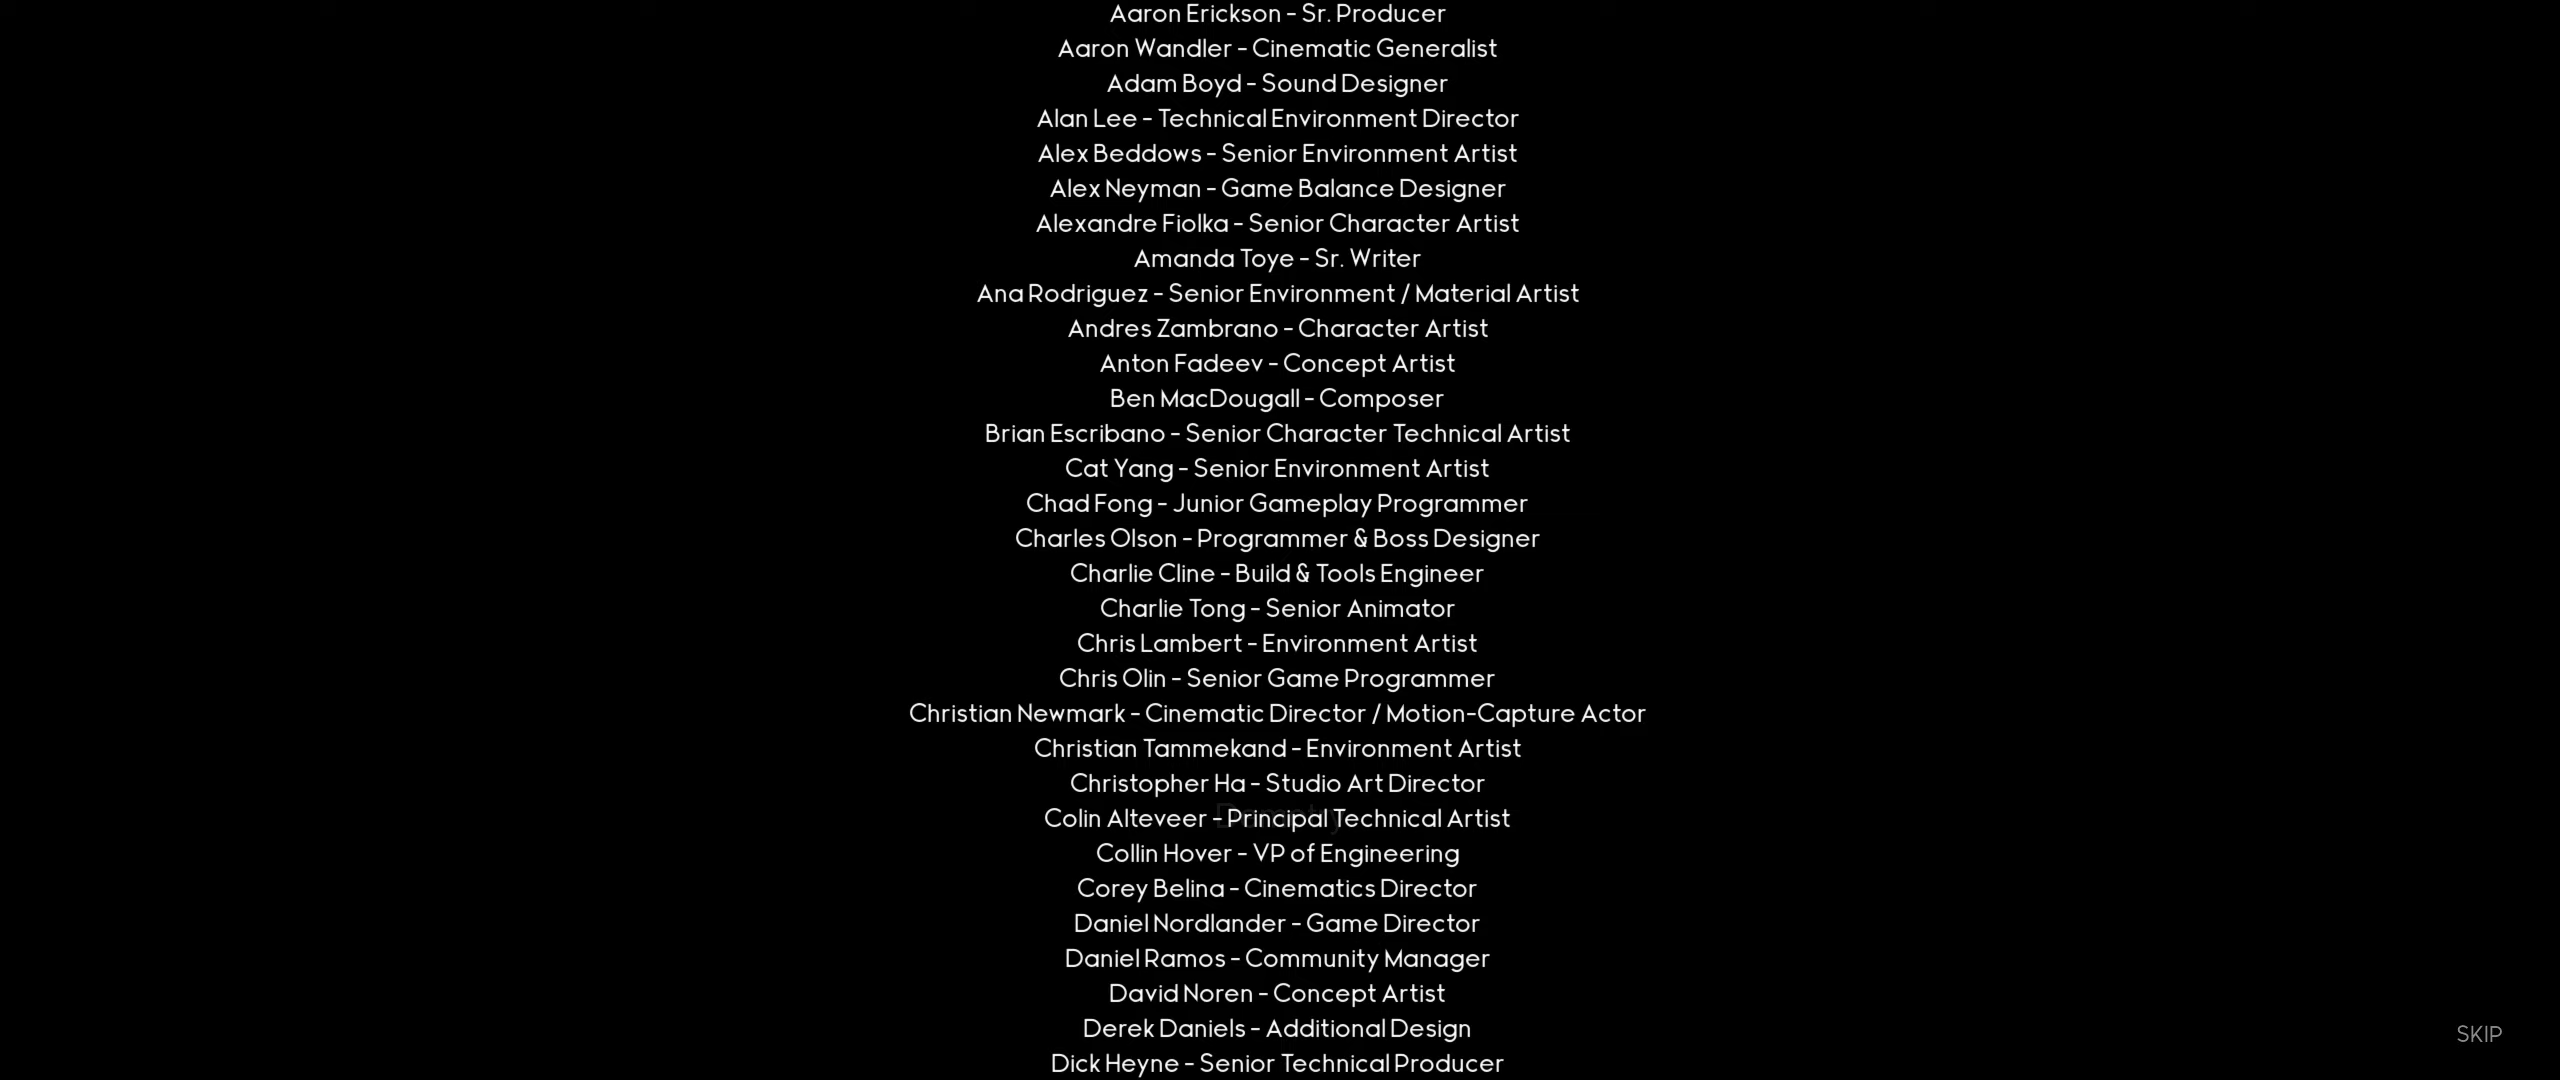 Aaron Erickson - Sr. Producer
Aaron Wandler - Cinematic Generalist
Adam Boyd - Sound Designer
Alan Lee - Technical Environment Director
Alex Beddows - Senior Environment Artist
Alex Neyman - Game Balance Designer
Alexandre Fiolka - Senior Character Artist
Amanda Toye - Sr. Writer
Ana Rodriguez - Senior Environment / Material Artist
Andres Zambrano - Character Artist
Anton Fadeev - Concept Artist
Ben MacDougall - Composer
Brian Escribano - Senior Character Technical Artist
Cat Yang - Senior Environment Artist
Chad Fong - Junior Gameplay Programmer
Charles Olson - Programmer & Boss Designer
Charlie Cline - Build & Tools Engineer
Charlie Tong - Senior Animator
Chris Lambert - Environment Artist
Chris Olin - Senior Game Programmer
Christian Newmark - Cinematic Director / Motion-Capture Actor
Christian Tammekand - Environment Artist
Christopher Ha - Studio Art Director
Colin Alteveer - Principal Technical Artist
Collin Hover - VP of Engineering
Corey Belina - Cinematics Director
Daniel Nordlander - Game Director
Daniel Ramos - Community Manager
David Noren - Concept Artist
Derek Daniels - Additional Design
Dick Heyne - Senior Technical Producer
SKIP